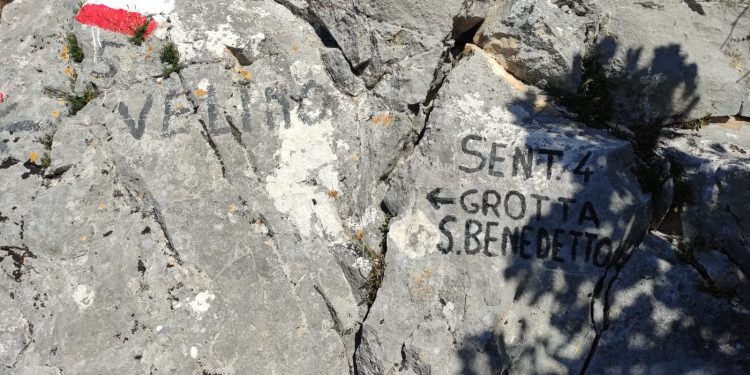 VELINO
SENT. 4
← GROTTA
S. BENEDETTO